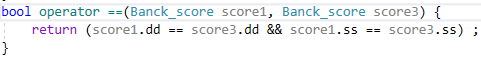 bool operator ==(Banck_score score1, Banck_score score3) {
    return (score1.dd == score3.dd && score1.ss == score3.ss) ;
}